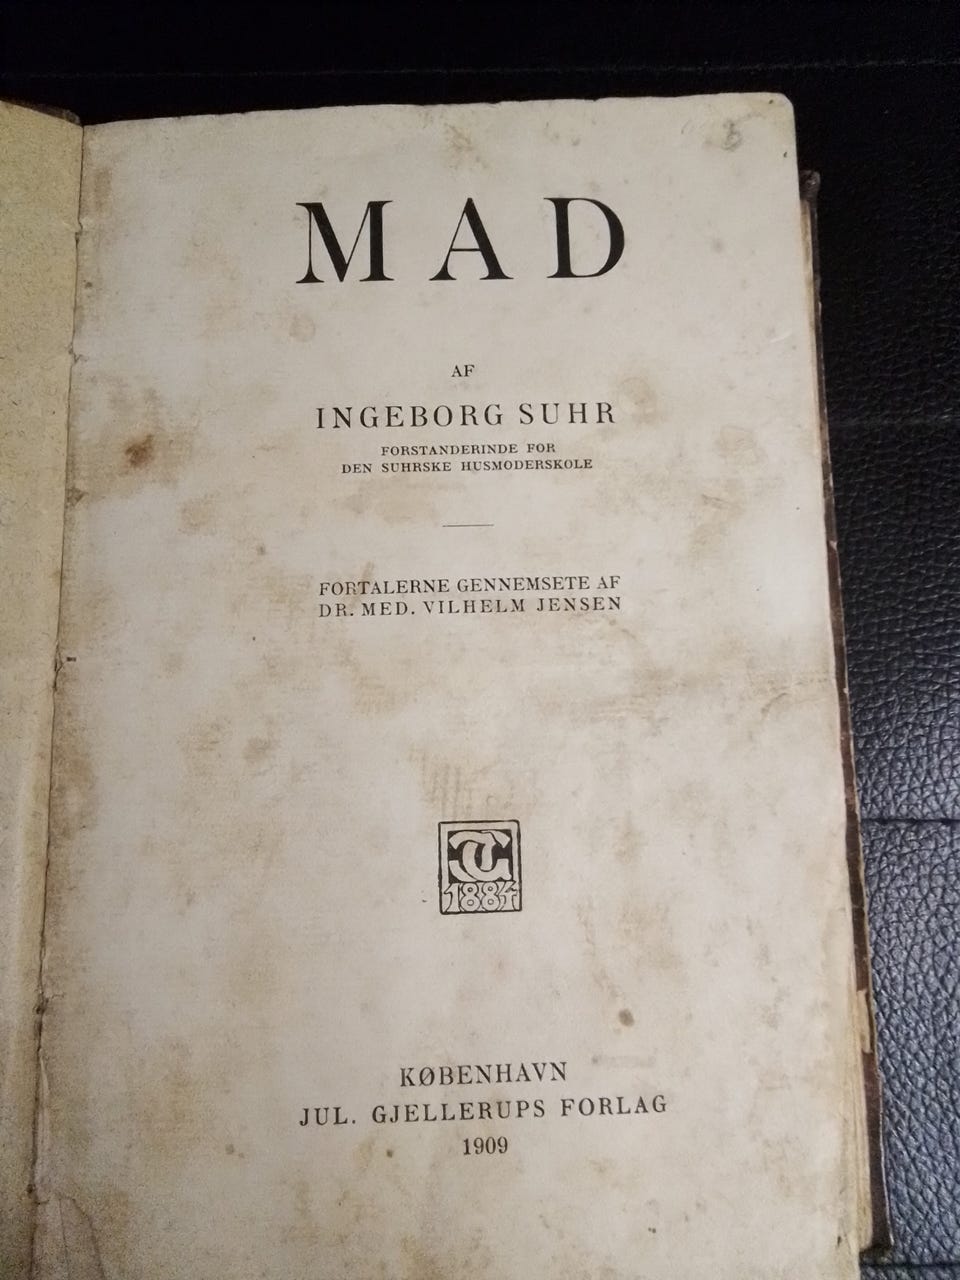 MAD
AF
INGEBORG SUHR
FORSTANDERINDE FOR
DEN SUHRSKE HUSMODERSKOLE
FORTALERNE GENNEMSETE AF
DR. MED. VILHELM JENSEN
1884
KØBENHAVN
JUL. GJELLERUPS FORLAG
1909